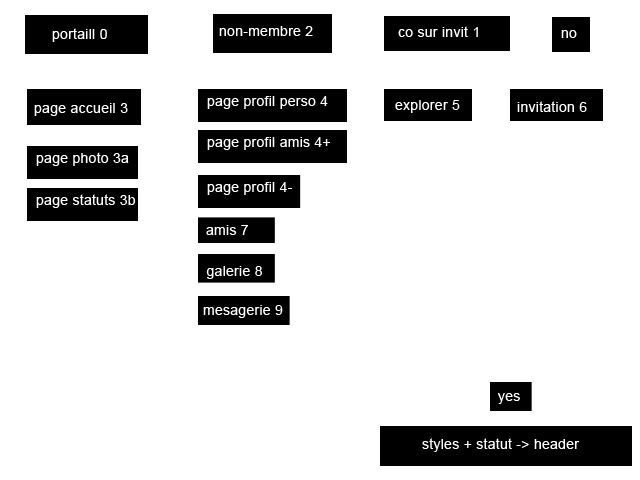 portaill 0
non-membre 2
co sur invit 1
no
page accueil 3
page profil perso 4
explorer 5
invitation 6
page photo 3a
page profil amis 4+
page statuts 3b
page profil 4-
amis 7
galerie 8
mesagerie 9
yes
styles + statut -> header